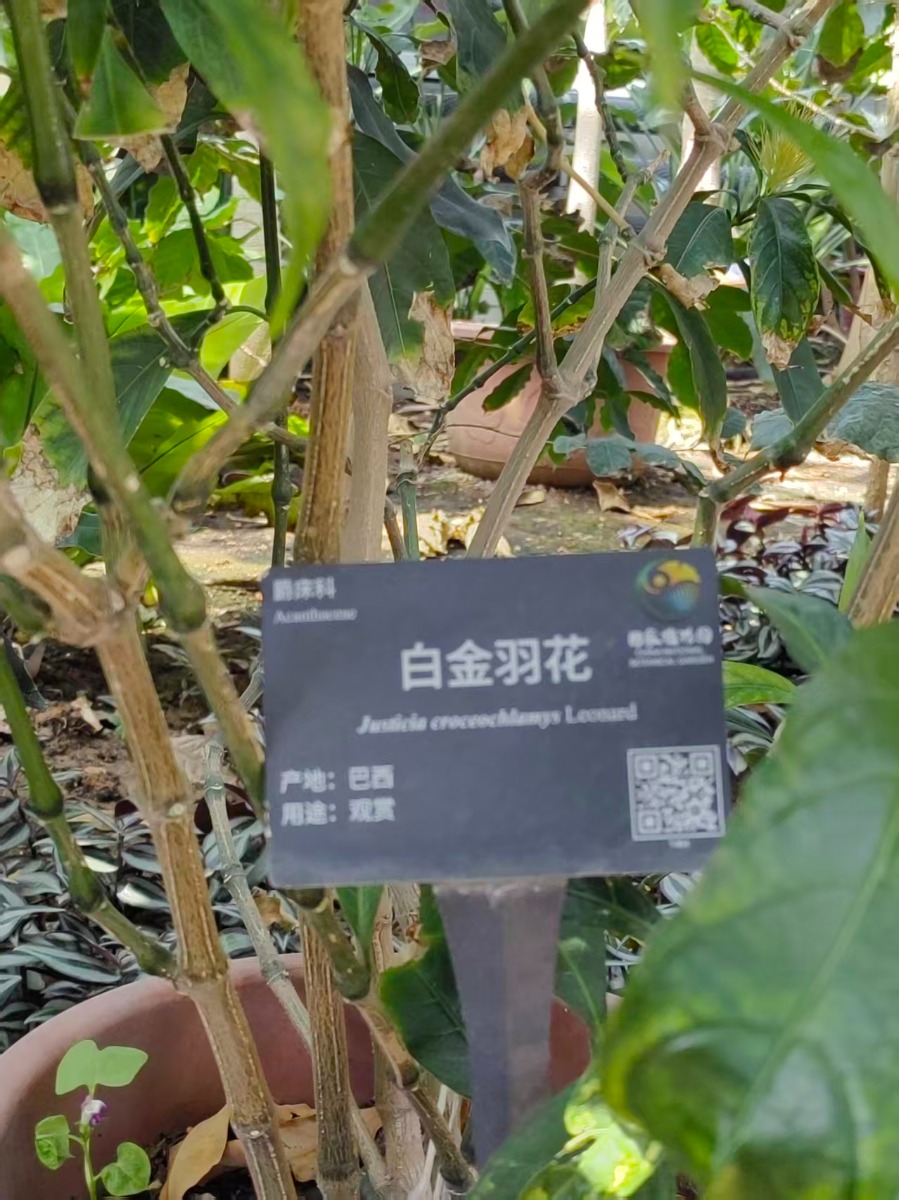 爵床科
Acanthaceae
白金羽花
Justicia croceochlamys Leonard
产地：巴西
用途：观赏